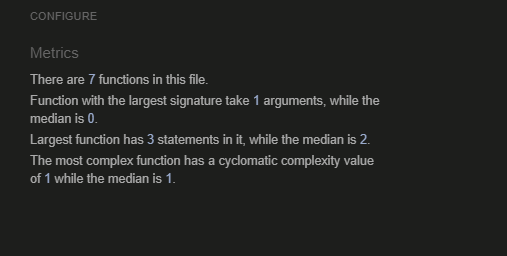 CONFIGURE
Metrics
There are 7 functions in this file.
Function with the largest signature take 1 arguments, while the
median is 0.
Largest function has 3 statements in it, while the median is 2.
The most complex function has a cyclomatic complexity value
of 1 while the median is 1.